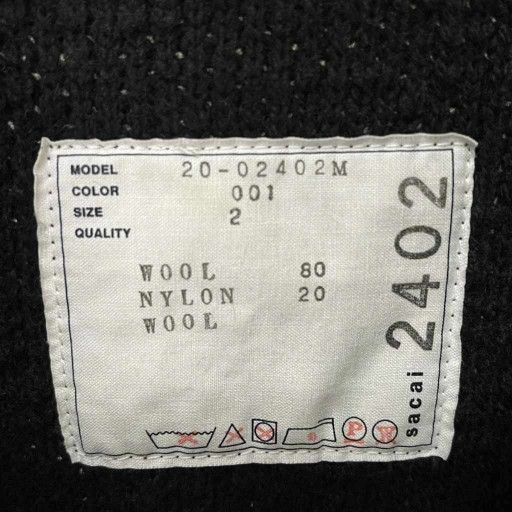 MODEL 20-02402M
COLOR 001
SIZE 2
QUALITY
WOOL 80
NYLON 20
WOOL
P W
sacai 2402